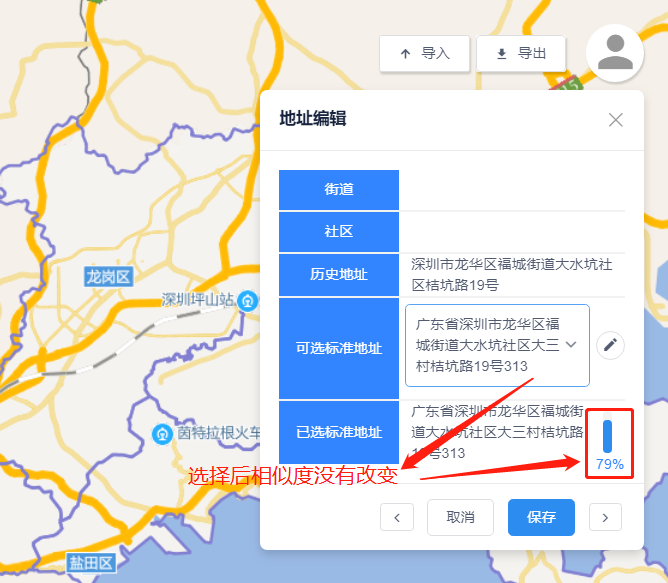 导入
导出
地址编辑
街道
社区
历史地址
深圳市龙华区福城街道大水坑社
区桔坑路19号
可选标准地址
广东省深圳市龙华区福
城街道大水坑社区大三
村桔坑路19号313
已选标准地址
广东省深圳市龙华区福城街
道大水坑社区大三村桔坑路
19号313
79%
选择后相似度没有改变
取消
保存
龙岗区
深圳坪山站
茵特拉根火车
盐田区